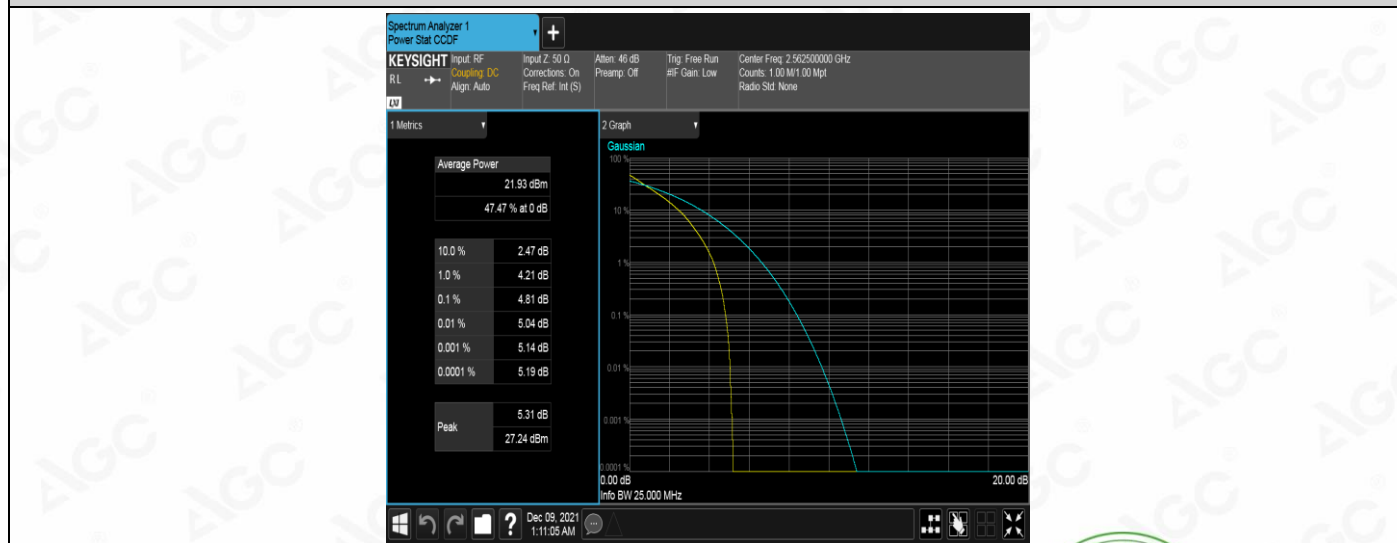 Spectrum Analyzer 1
Power Stat CCDF
+
KEYSIGHT
RL
Input: RF
Coupling: DC
Align: Auto
Input Z: 50 Ω
Corrections: On
Freq Ref: Int (S)
Atten: 46 dB
Preamp: Off
Trig: Free Run
#IF Gain: Low
Center Freq: 2.562500000 GHz
Counts: 1.00 M/1.00 Mpt
Radio Std: None
LXI
1 Metrics
Average Power
21.93 dBm
47.47 % at 0 dB
10.0 % 2.47 dB
1.0 % 4.21 dB
0.1 % 4.81 dB
0.01 % 5.04 dB
0.001 % 5.14 dB
0.0001 % 5.19 dB
Peak
5.31 dB
27.24 dBm
2 Graph
Gaussian
100 %
10 %
1 %
0.1 %
0.01 %
0.001 %
0.0001 %
0.00 dB 20.00 dB
Info BW 25.000 MHz
?
Dec 09, 2021
1:11:05 AM
AGC